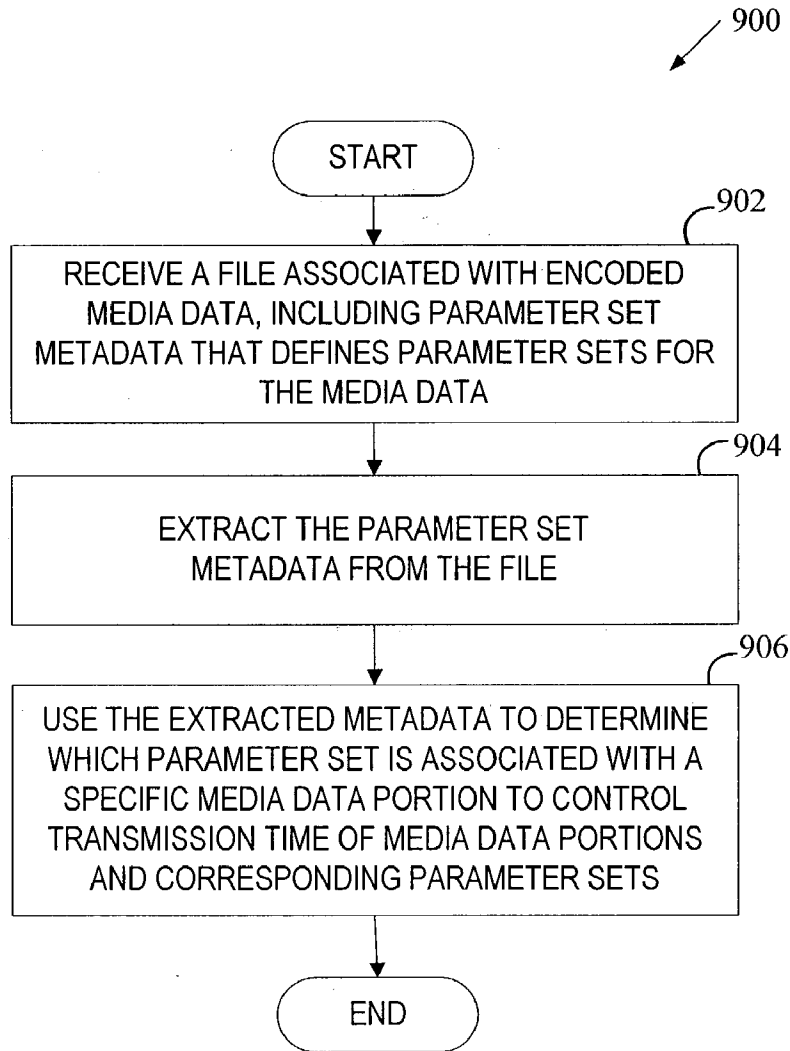 900
START
902
RECEIVE A FILE ASSOCIATED WITH ENCODED
MEDIA DATA, INCLUDING PARAMETER SET
METADATA THAT DEFINES PARAMETER SETS FOR
THE MEDIA DATA
904
EXTRACT THE PARAMETER SET
METADATA FROM THE FILE
906
USE THE EXTRACTED METADATA TO DETERMINE
WHICH PARAMETER SET IS ASSOCIATED WITH A
SPECIFIC MEDIA DATA PORTION TO CONTROL
TRANSMISSION TIME OF MEDIA DATA PORTIONS
AND CORRESPONDING PARAMETER SETS
END